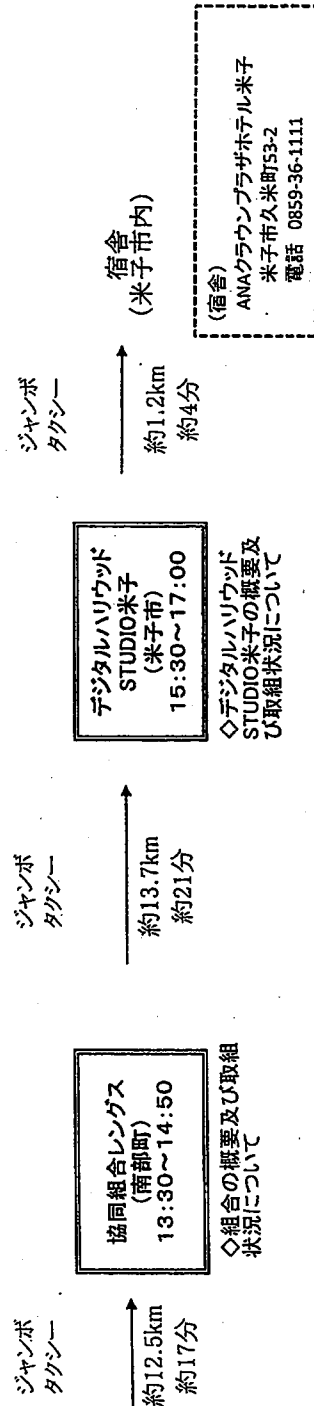 ジャンボ
タクシー
約12.5km
約17分
協同組合レングス
(南部町)
13:30～14:50
◇組合の概要及び取組
状況について
ジャンボ
タクシー
約13.7km
約21分
デジタルハリウッド
STUDIO米子
(米子市)
15:30～17:00
◇デジタルハリウッド
STUDIO米子の概要及
び取組状況について
ジャンボ
タクシー
約1.2km
約4分
宿舎
(米子市内)
(宿舎)
ANAクラウンプラザホテル米子
米子市久米町53-2
電話 0859-36-1111